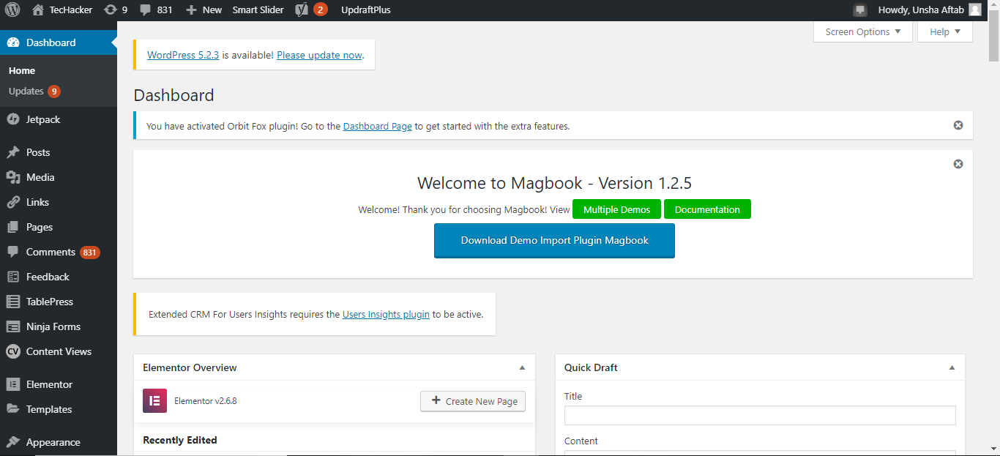 TecHacker 9 831 New Smart Slider 2 UpdraftPlus Howdy, Unsha Aftab
Screen Options Help
Dashboard
Home
Updates 9
Jetpack
Posts
Media
Links
Pages
Comments 831
Feedback
TablePress
Ninja Forms
CV Content Views
Elementor
Templates
Appearance
WordPress 5.2.3 is available! Please update now.
Dashboard
You have activated Orbit Fox plugin! Go to the Dashboard Page to get started with the extra features.
Welcome to Magbook - Version 1.2.5
Welcome! Thank you for choosing Magbook! View Multiple Demos Documentation
Download Demo Import Plugin Magbook
Extended CRM For Users Insights requires the Users Insights plugin to be active.
Elementor Overview
Elementor v2.6.8 Create New Page
Recently Edited
Quick Draft
Title
Content